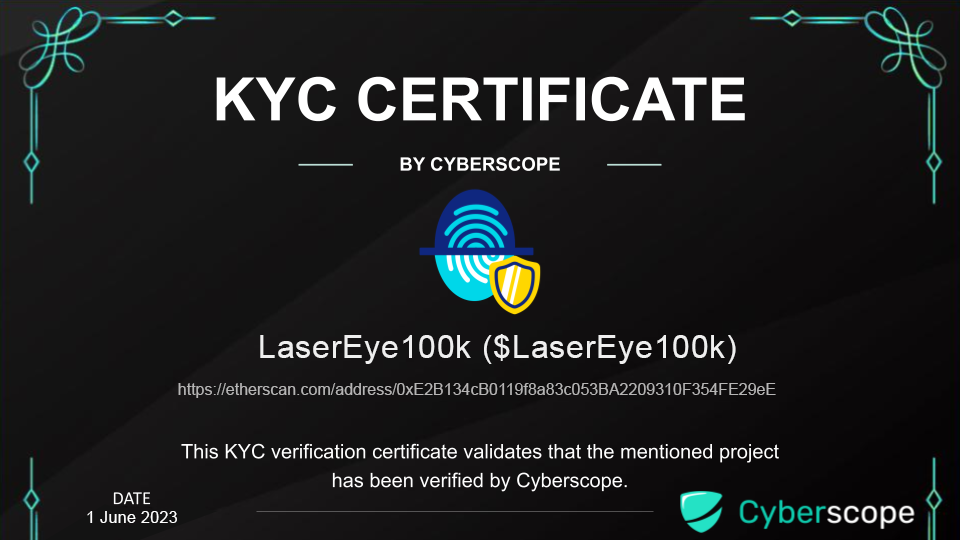 KYC CERTIFICATE
BY CYBERSCOPE
LaserEye100k ($LaserEye100k)
https://etherscan.com/address/0xE2B134cB0119f8a83c053BA2209310F354FE29eE
This KYC verification certificate validates that the mentioned project
has been verified by Cyberscope.
DATE
1 June 2023
Cyberscope